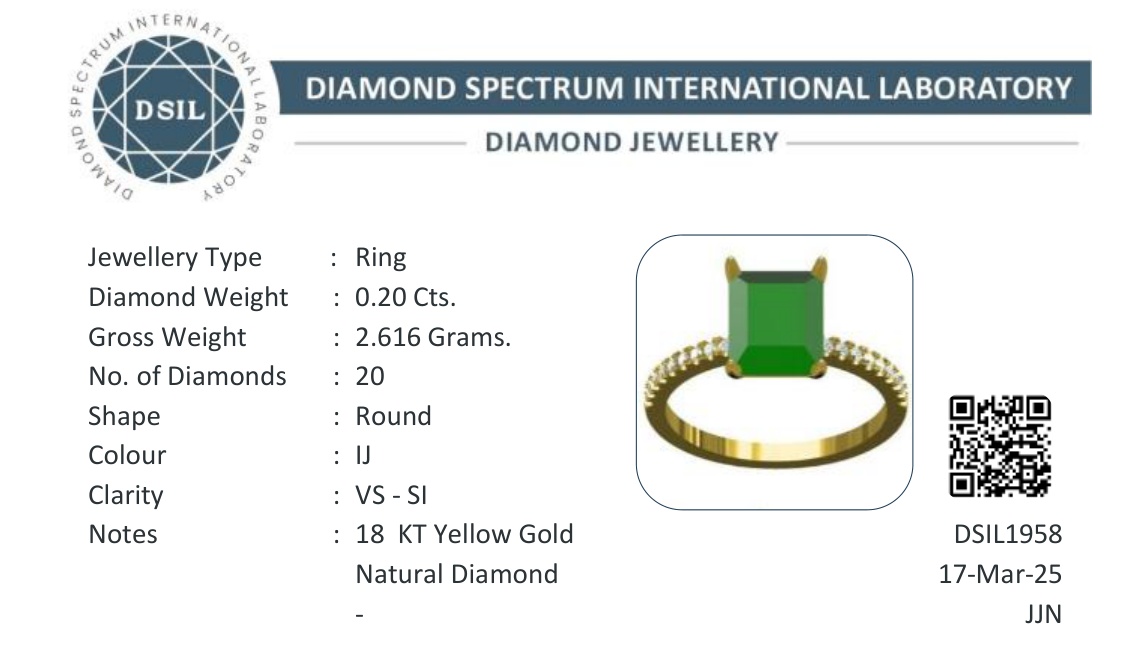 DIAMOND SPECTRUM INTERNATIONAL LABORATORY
DSIL
DIAMOND SPECTRUM INTERNATIONAL LABORATORY
DIAMOND JEWELLERY
Jewellery Type : Ring
Diamond Weight : 0.20 Cts.
Gross Weight : 2.616 Grams.
No. of Diamonds : 20
Shape : Round
Colour : IJ
Clarity : VS - SI
Notes : 18 KT Yellow Gold
Natural Diamond
-
DSIL1958
17-Mar-25
JJN